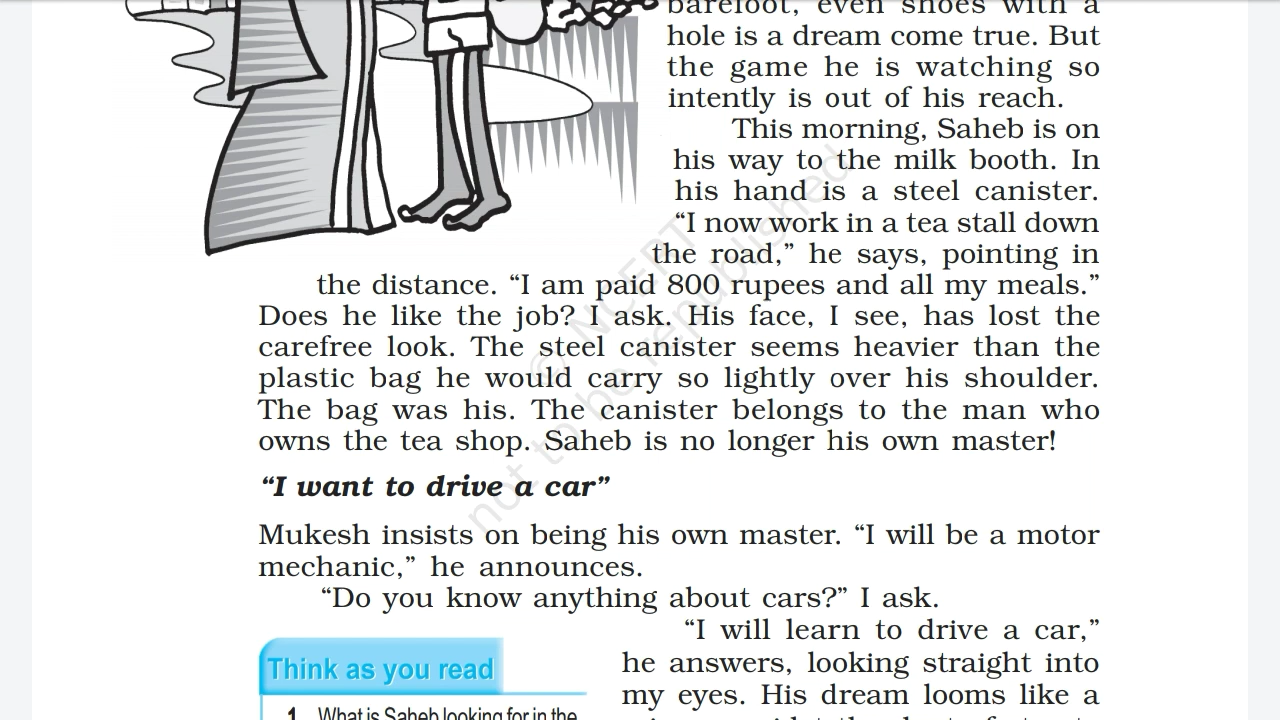 barefoot, even shoes with a
hole is a dream come true. But
the game he is watching so
intently is out of his reach.
This morning, Saheb is on
his way to the milk booth. In
his hand is a steel canister.
“I now work in a tea stall down
the road,” he says, pointing in
the distance. “I am paid 800 rupees and all my meals.”
Does he like the job? I ask. His face, I see, has lost the
carefree look. The steel canister seems heavier than the
plastic bag he would carry so lightly over his shoulder.
The bag was his. The canister belongs to the man who
owns the tea shop. Saheb is no longer his own master!
“I want to drive a car”
Mukesh insists on being his own master. “I will be a motor
mechanic,” he announces.
“Do you know anything about cars?” I ask.
“I will learn to drive a car,”
he answers, looking straight into
my eyes. His dream looms like a
Think as you read
1. What is Saheb looking for in the
© NCERT
not to be republished